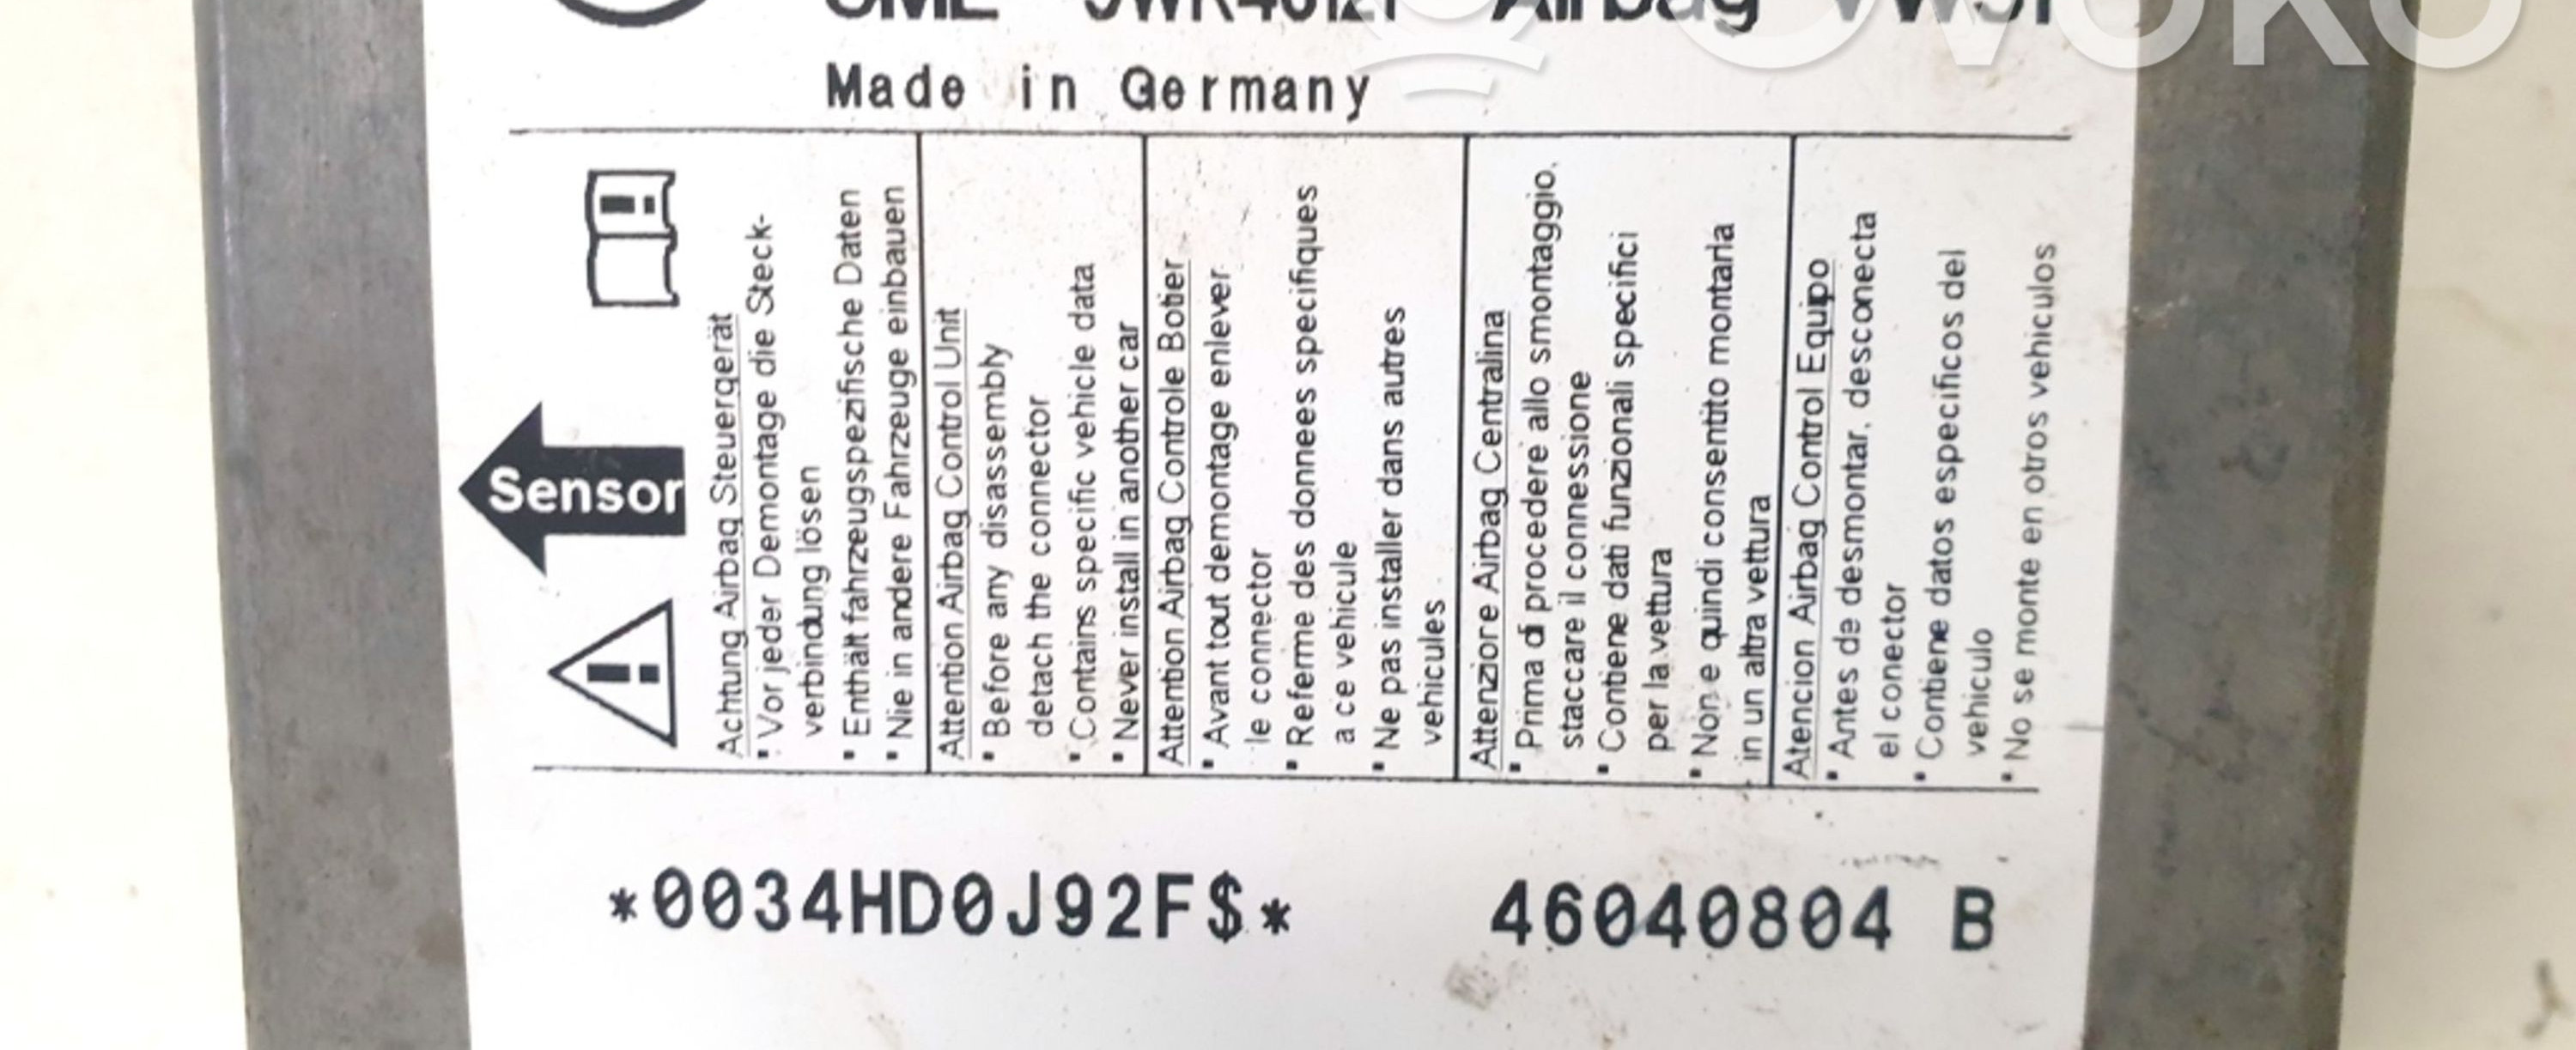 Made in Germany
Sensor
Achtung Airbag Steuergerät
* Vor jeder Demontage die Steck-
verbindung lösen
* Enthält fahrzeugspezifische Daten
* Nie in andere Fahrzeuge einbauen
Attention Airbag Control Unit
* Before any disassembly
detach the connector
* Contains specific vehicle data
* Never install in another car
Attention Airbag Controle Botier
* Avant tout demontage enlever
le connector
* Referme des donnees specifiques
a ce vehicule
* Ne pas installer dans autres
vehicules
Attenzione Airbag Centralina
* Prima di procedere allo smontaggio,
staccare il connessione
* Contiene dati funzionali specifici
per la vettura
* Non e quindi consentito montarla
in un altra vettura
Atencion Airbag Control Equipo
* Antes de desmontar, desconecta
el conector
* Contiene datos especificos del
vehiculo
* No se monte en otros vehiculos
*0034HD0J92F$* 46040804 B